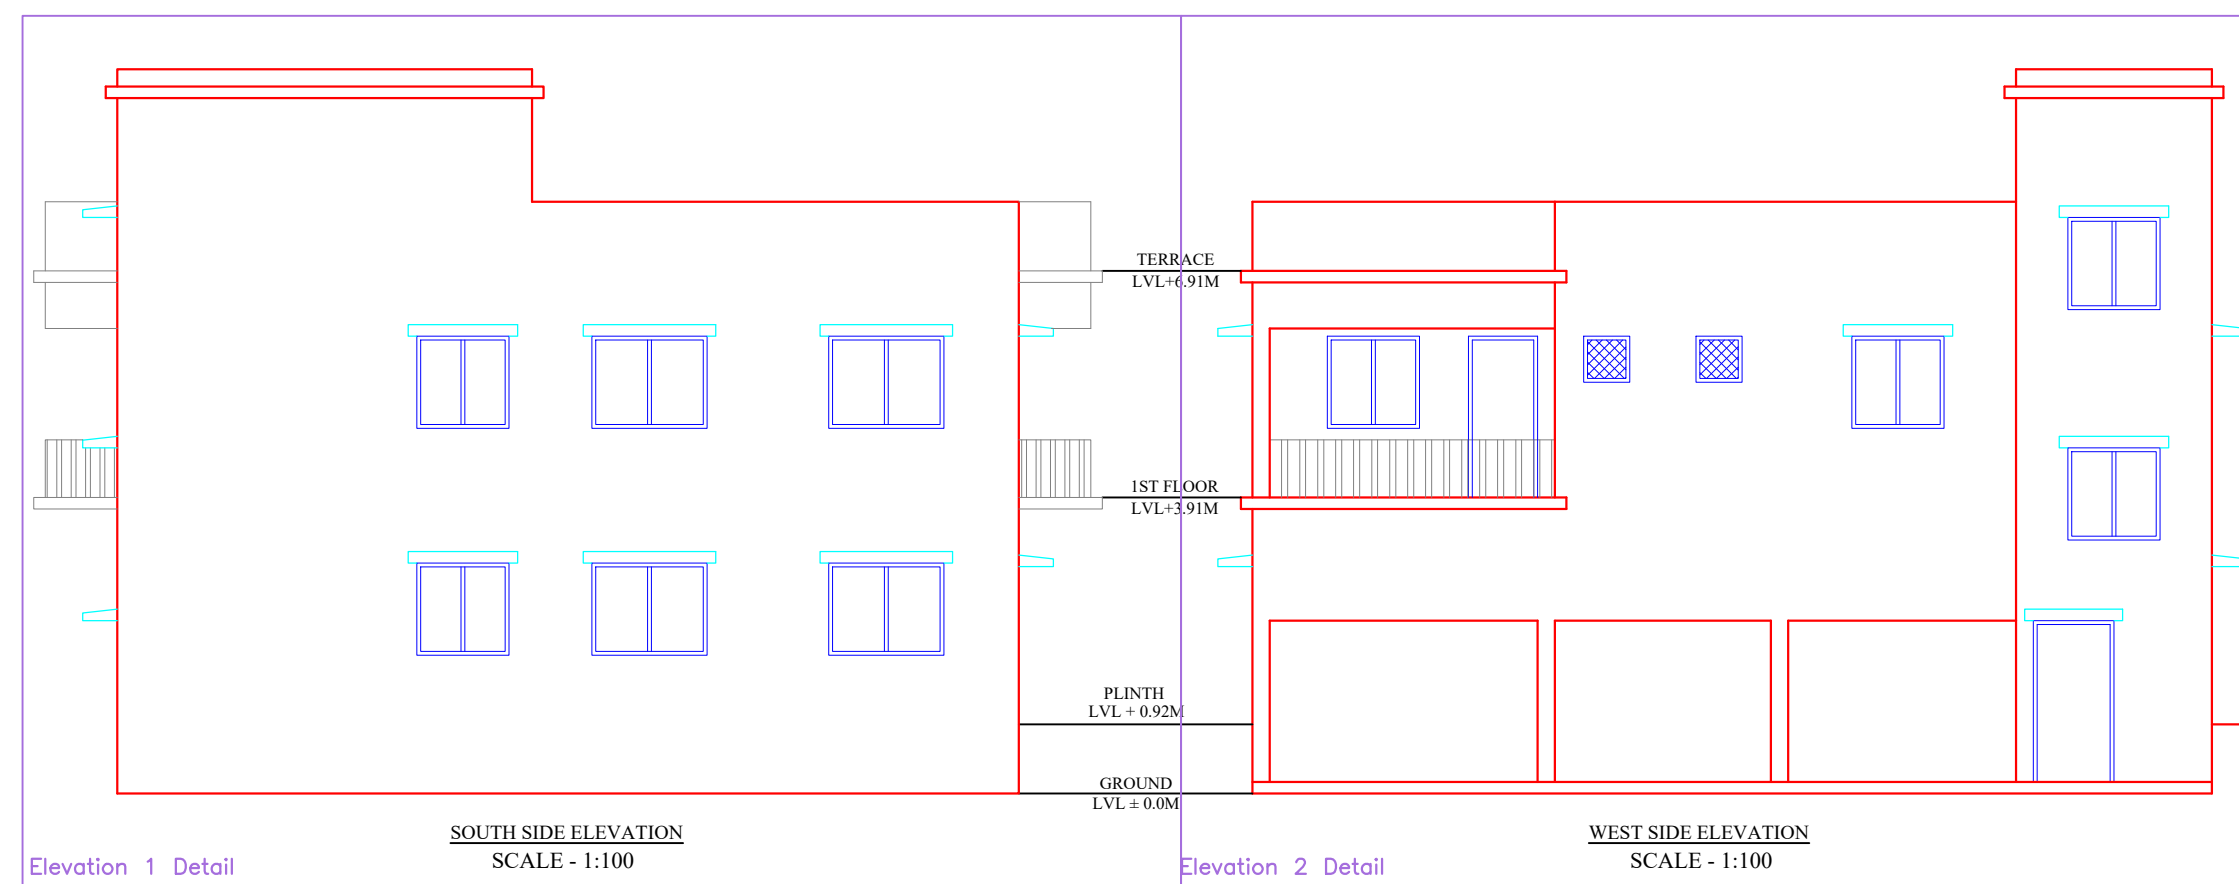 TERRACE
LVL+6.91M
1ST FLOOR
LVL+3.91M
PLINTH
LVL + 0.92M
GROUND
LVL ± 0.0M
SOUTH SIDE ELEVATION
SCALE - 1:100
Elevation 1 Detail
WEST SIDE ELEVATION
SCALE - 1:100
Elevation 2 Detail